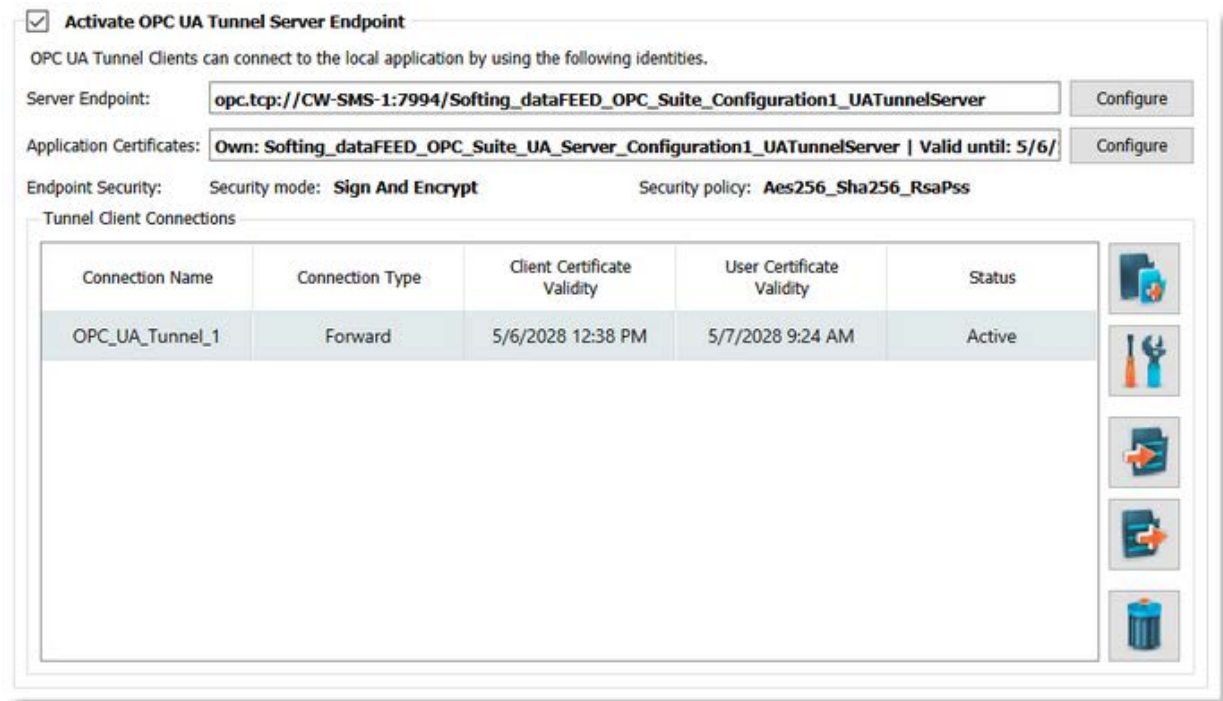 Activate OPC UA Tunnel Server Endpoint
OPC UA Tunnel Clients can connect to the local application by using the following identities.
Server Endpoint: opc.tcp://CW-SMS-1:7994/Softing_dataFEED_OPC_Suite_Configuration1_UATunnelServer Configure
Application Certificates: Own: Softing_dataFEED_OPC_Suite_UA_Server_Configuration1_UATunnelServer | Valid until: 5/6/ Configure
Endpoint Security: Security mode: Sign And Encrypt Security policy: Aes256_Sha256_RsaPss
Tunnel Client Connections
Connection Name Connection Type Client Certificate Validity User Certificate Validity Status
OPC_UA_Tunnel_1 Forward 5/6/2028 12:38 PM 5/7/2028 9:24 AM Active